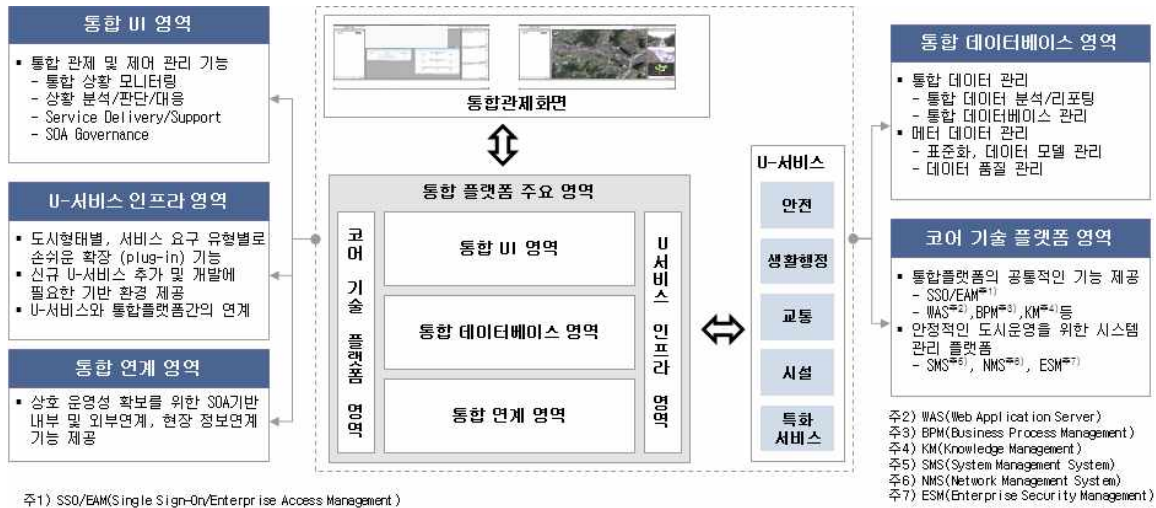 통합 UI 영역
▪ 통합 관제 및 제어 관리 기능
- 통합 상황 모니터링
- 상황 분석/판단/대응
- Service Delivery/Support
- SOA Governance
U-서비스 인프라 영역
▪ 도시형태별, 서비스 요구 유형별로
손쉬운 확장 (plug-in) 기능
▪ 신규 U-서비스 추가 및 개발에
필요한 기반 환경 제공
▪ U-서비스와 통합플랫폼간의 연계
통합 연계 영역
▪ 상호 운영성 확보를 위한 SOA기반
내부 및 외부연계, 현장 정보연계
기능 제공
통합관제화면
통합 플랫폼 주요 영역
코어 기술 플랫폼 영역
통합 UI 영역
통합 데이터베이스 영역
통합 연계 영역
U서비스 인프라 영역
U-서비스
안전
생활행정
교통
시설
특화
서비스
통합 데이터베이스 영역
▪ 통합 데이터 관리
- 통합 데이터 분석/리포팅
- 통합 데이터베이스 관리
▪ 메터 데이터 관리
- 표준화, 데이터 모델 관리
- 데이터 품질 관리
코어 기술 플랫폼 영역
▪ 통합플랫폼의 공통적인 기능 제공
- SSO/EAM주1)
- WAS주2),BPM주3),KM주4)등
▪ 안정적인 도시운영을 위한 시스템
관리 플랫폼
- SMS주5), NMS주6), ESM주7)
주2) WAS(Web Application Server)
주3) BPM(Business Process Management)
주4) KM(Knowledge Management)
주5) SMS(System Management System)
주6) NMS(Network Management System)
주7) ESM(Enterprise Security Management)
주1) SSO/EAM(Single Sign-On/Enterprise Access Management)